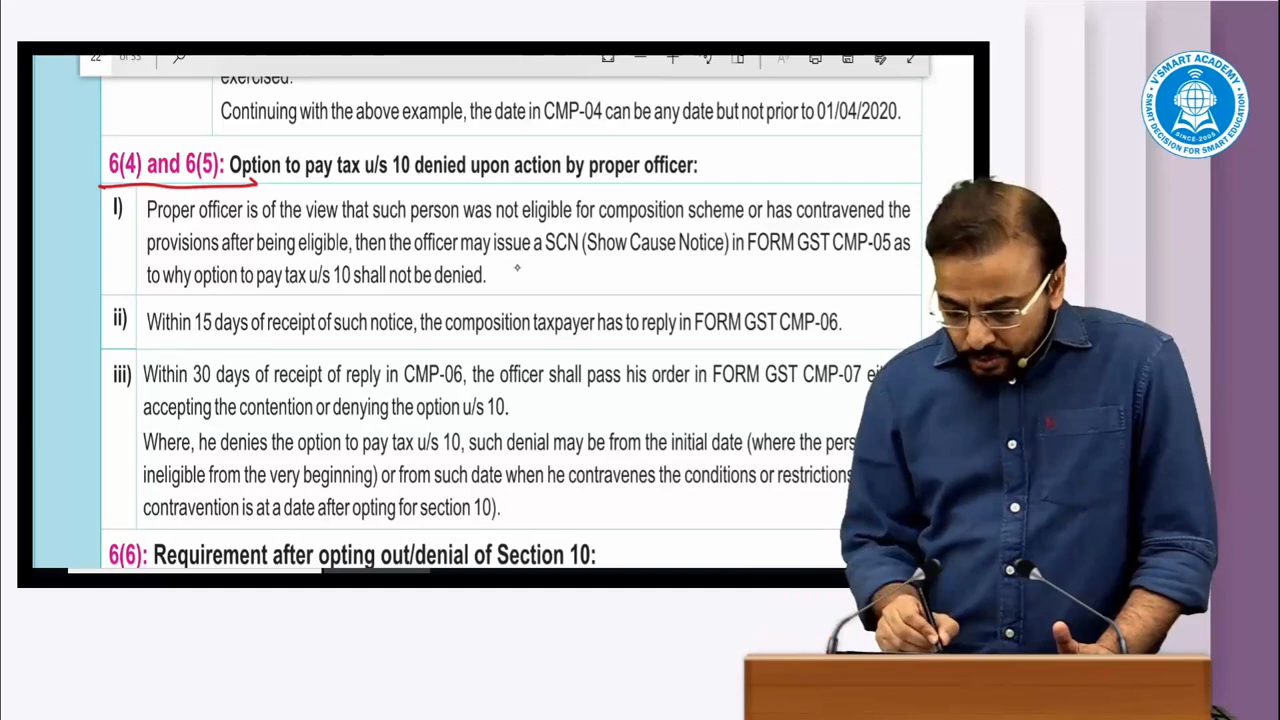 22 of 53
exercised.
Continuing with the above example, the date in CMP-04 can be any date but not prior to 01/04/2020.
6(4) and 6(5): Option to pay tax u/s 10 denied upon action by proper officer:
I) Proper officer is of the view that such person was not eligible for composition scheme or has contravened the
provisions after being eligible, then the officer may issue a SCN (Show Cause Notice) in FORM GST CMP-05 as
to why option to pay tax u/s 10 shall not be denied.
ii) Within 15 days of receipt of such notice, the composition taxpayer has to reply in FORM GST CMP-06.
iii) Within 30 days of receipt of reply in CMP-06, the officer shall pass his order in FORM GST CMP-07
accepting the contention or denying the option u/s 10.
Where, he denies the option to pay tax u/s 10, such denial may be from the initial date (where the
ineligible from the very beginning) or from such date when he contravenes the conditions or restrictions
contravention is at a date after opting for section 10).
6(6): Requirement after opting out/denial of Section 10:
V'SMART ACADEMY
SINCE-2005
SMART DECISION FOR SMART EDUCATION